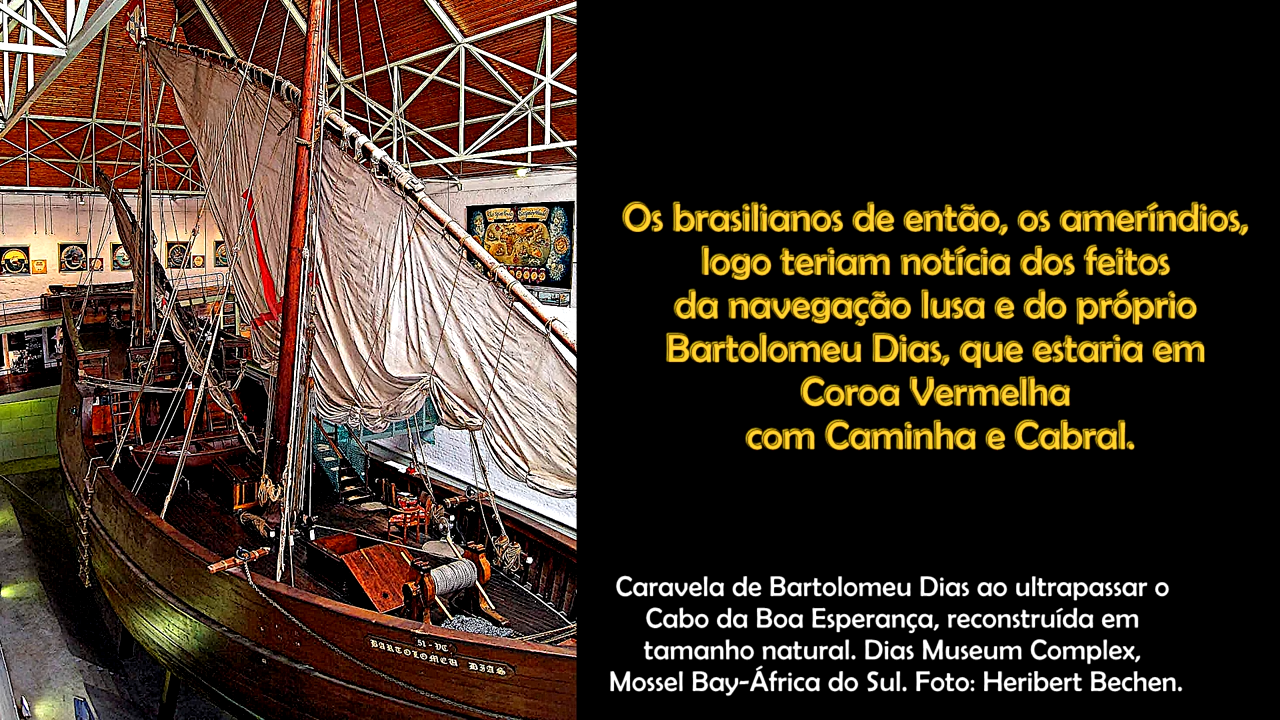 Os brasilianos de então, os ameríndios,
logo teriam notícia dos feitos
da navegação lusa e do próprio
Bartolomeu Dias, que estaria em
Coroa Vermelha
com Caminha e Cabral.
Caravela de Bartolomeu Dias ao ultrapassar o
Cabo da Boa Esperança, reconstruída em
tamanho natural. Dias Museum Complex,
Mossel Bay-África do Sul. Foto: Heribert Bechen.
BARTOLOMEU DIAS